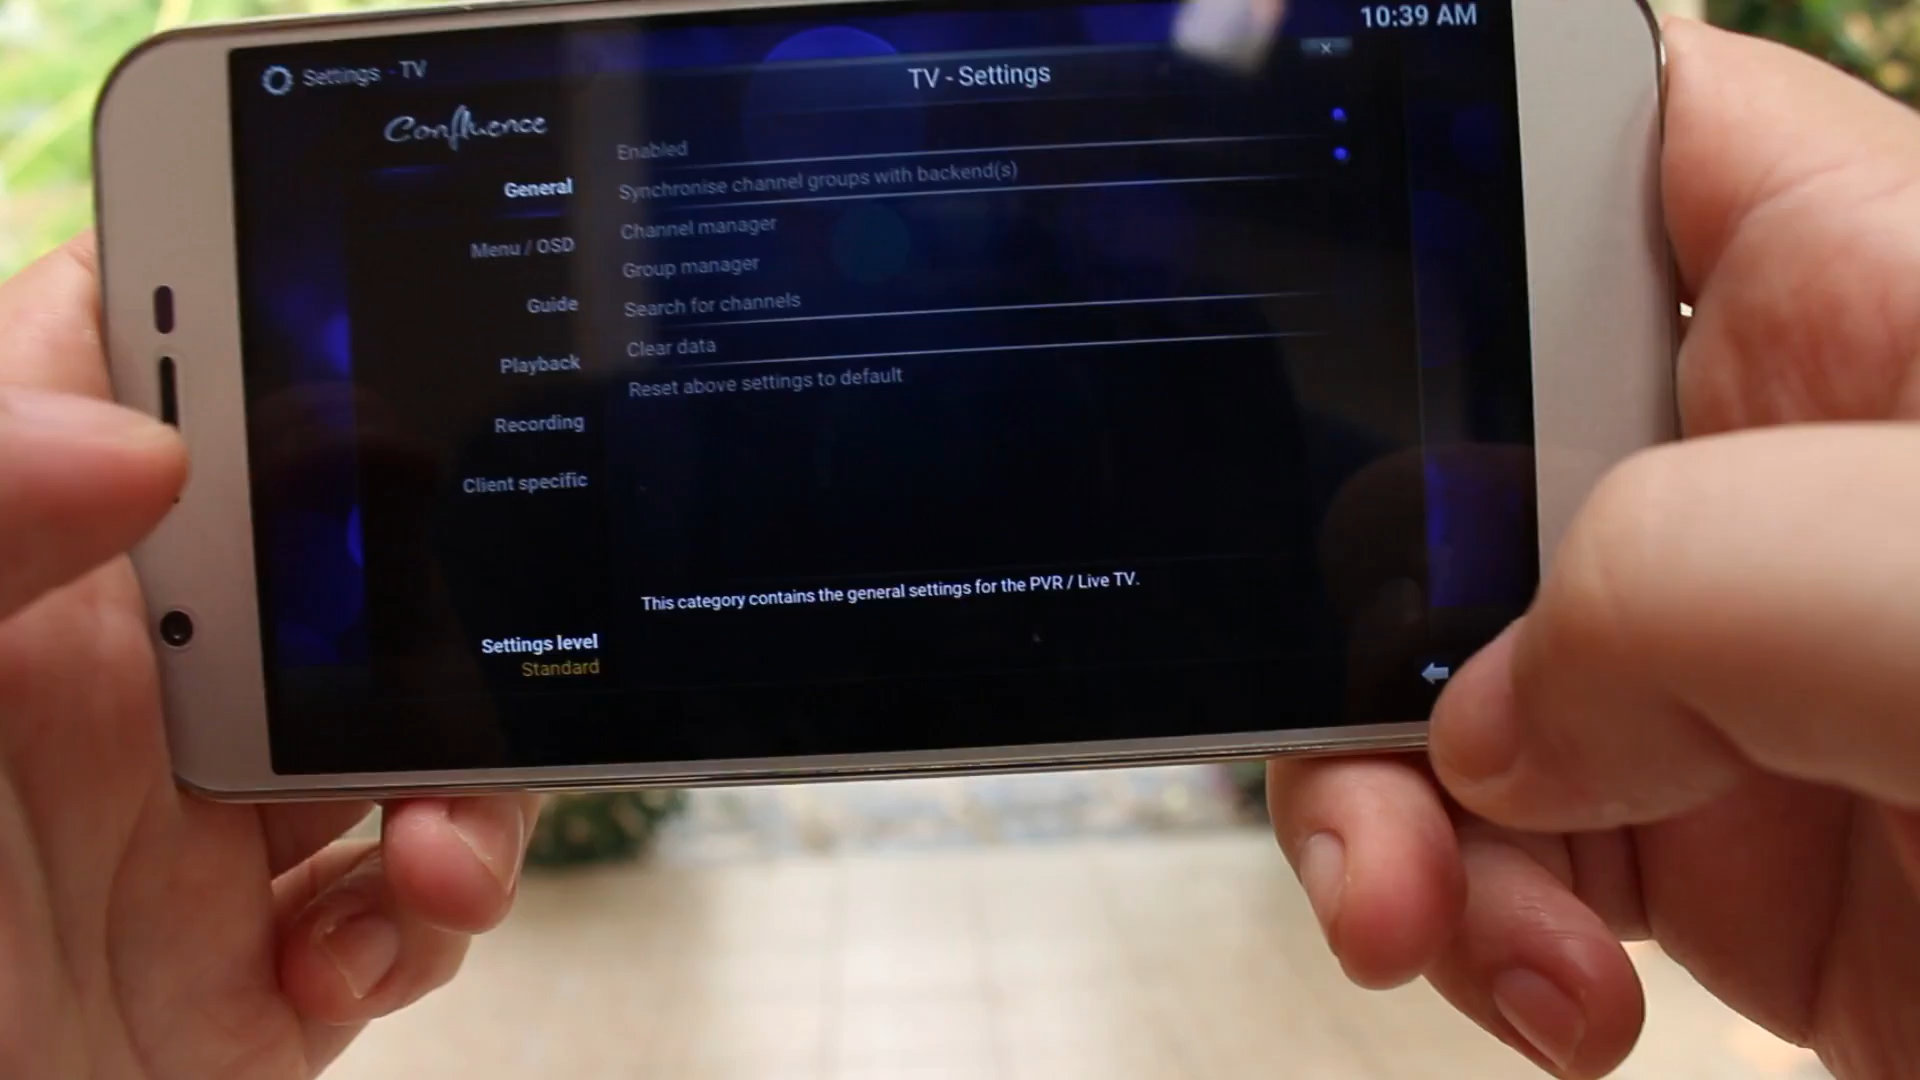 Settings - TV
10:39 AM
TV - Settings
Confluence
General
Menu / OSD
Guide
Playback
Recording
Client specific
Enabled
Synchronise channel groups with backend(s)
Channel manager
Group manager
Search for channels
Clear data
Reset above settings to default
This category contains the general settings for the PVR / Live TV.
Settings level
Standard